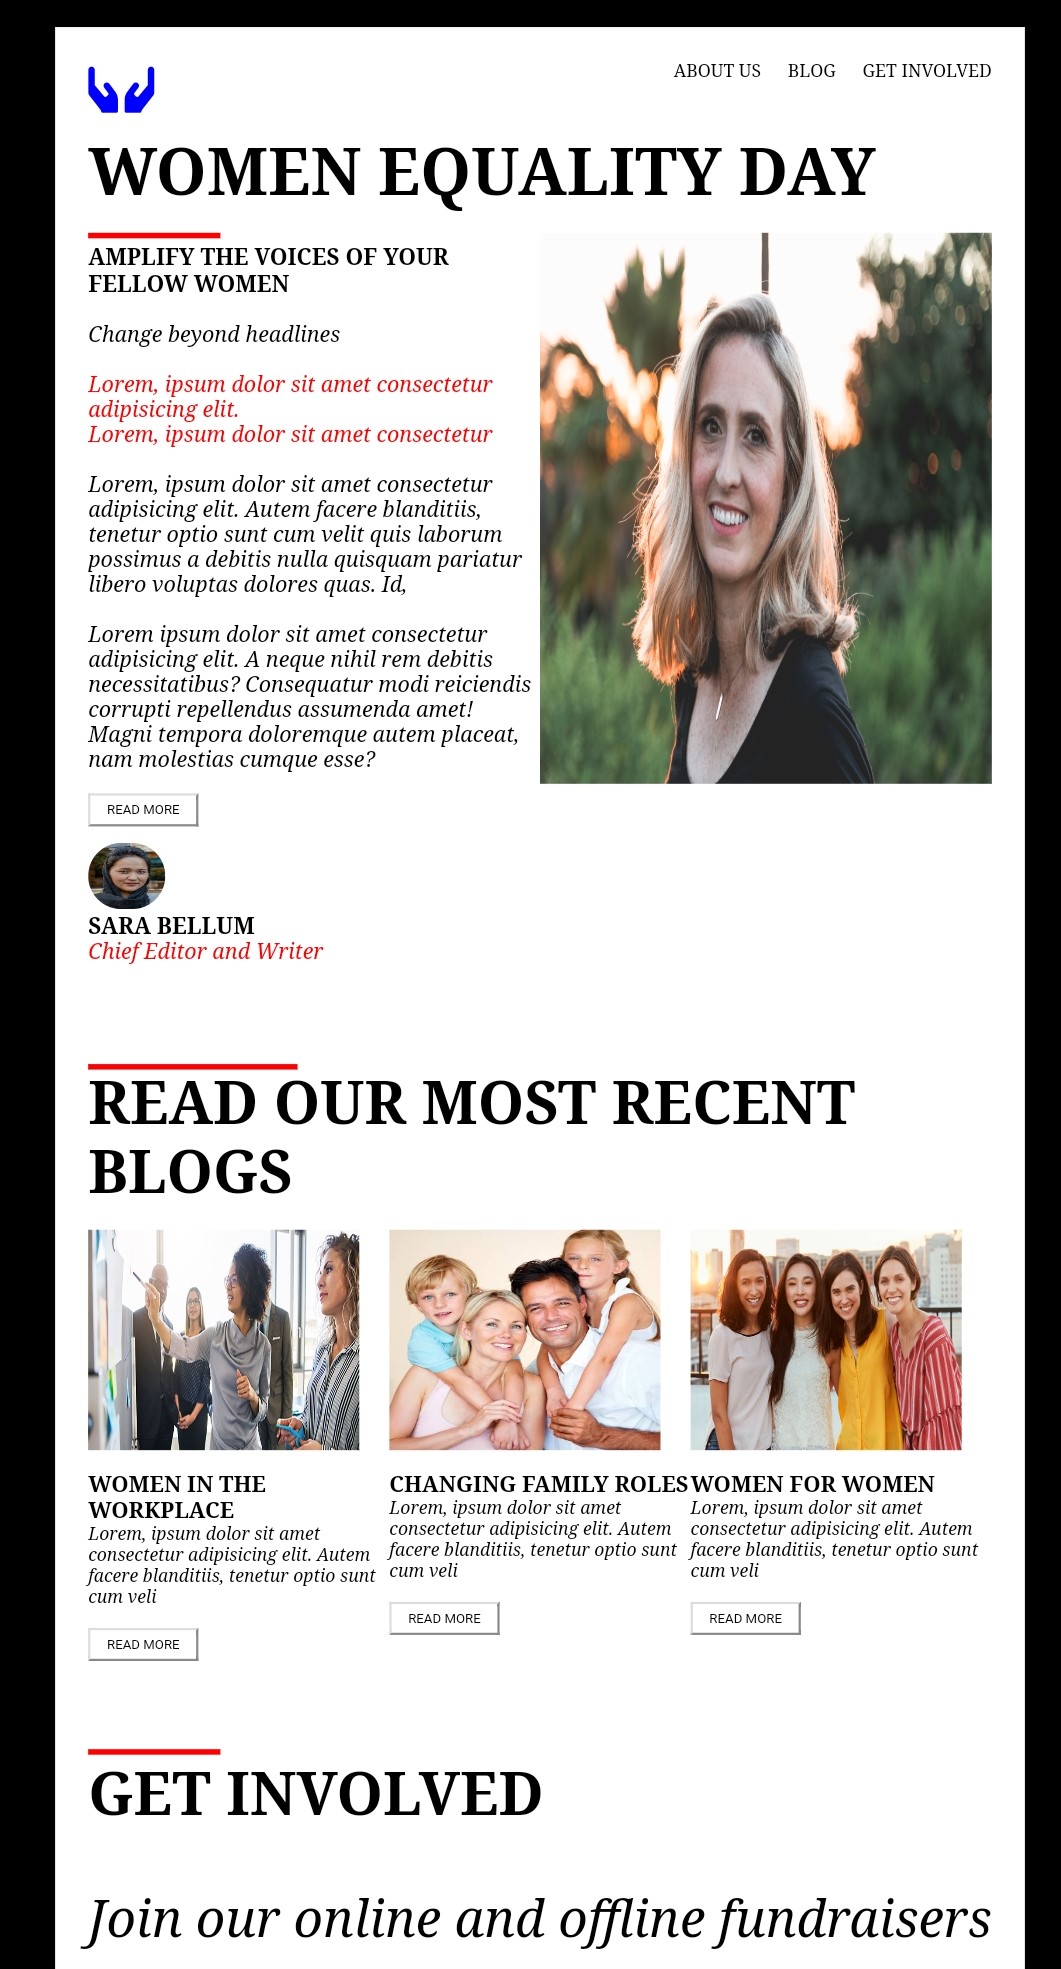 ABOUT US BLOG GET INVOLVED
WOMEN EQUALITY DAY
AMPLIFY THE VOICES OF YOUR
FELLOW WOMEN
Change beyond headlines
Lorem, ipsum dolor sit amet consectetur
adipisicing elit.
Lorem, ipsum dolor sit amet consectetur
Lorem, ipsum dolor sit amet consectetur
adipisicing elit. Autem facere blanditiis,
tenetur optio sunt cum velit quis laborum
possimus a debitis nulla quisquam pariatur
libero voluptas dolores quas. Id,
Lorem ipsum dolor sit amet consectetur
adipisicing elit. A neque nihil rem debitis
necessitatibus? Consequatur modi reiciendis
corrupti repellendus assumenda amet!
Magni tempora doloremque autem placeat,
nam molestias cumque esse?
READ MORE
SARA BELLUM
Chief Editor and Writer
READ OUR MOST RECENT
BLOGS
WOMEN IN THE
WORKPLACE
Lorem, ipsum dolor sit amet
consectetur adipisicing elit. Autem
facere blanditiis, tenetur optio sunt
cum veli
READ MORE
CHANGING FAMILY ROLES
Lorem, ipsum dolor sit amet
consectetur adipisicing elit. Autem
facere blanditiis, tenetur optio sunt
cum veli
READ MORE
WOMEN FOR WOMEN
Lorem, ipsum dolor sit amet
consectetur adipisicing elit. Autem
facere blanditiis, tenetur optio sunt
cum veli
READ MORE
GET INVOLVED
Join our online and offline fundraisers